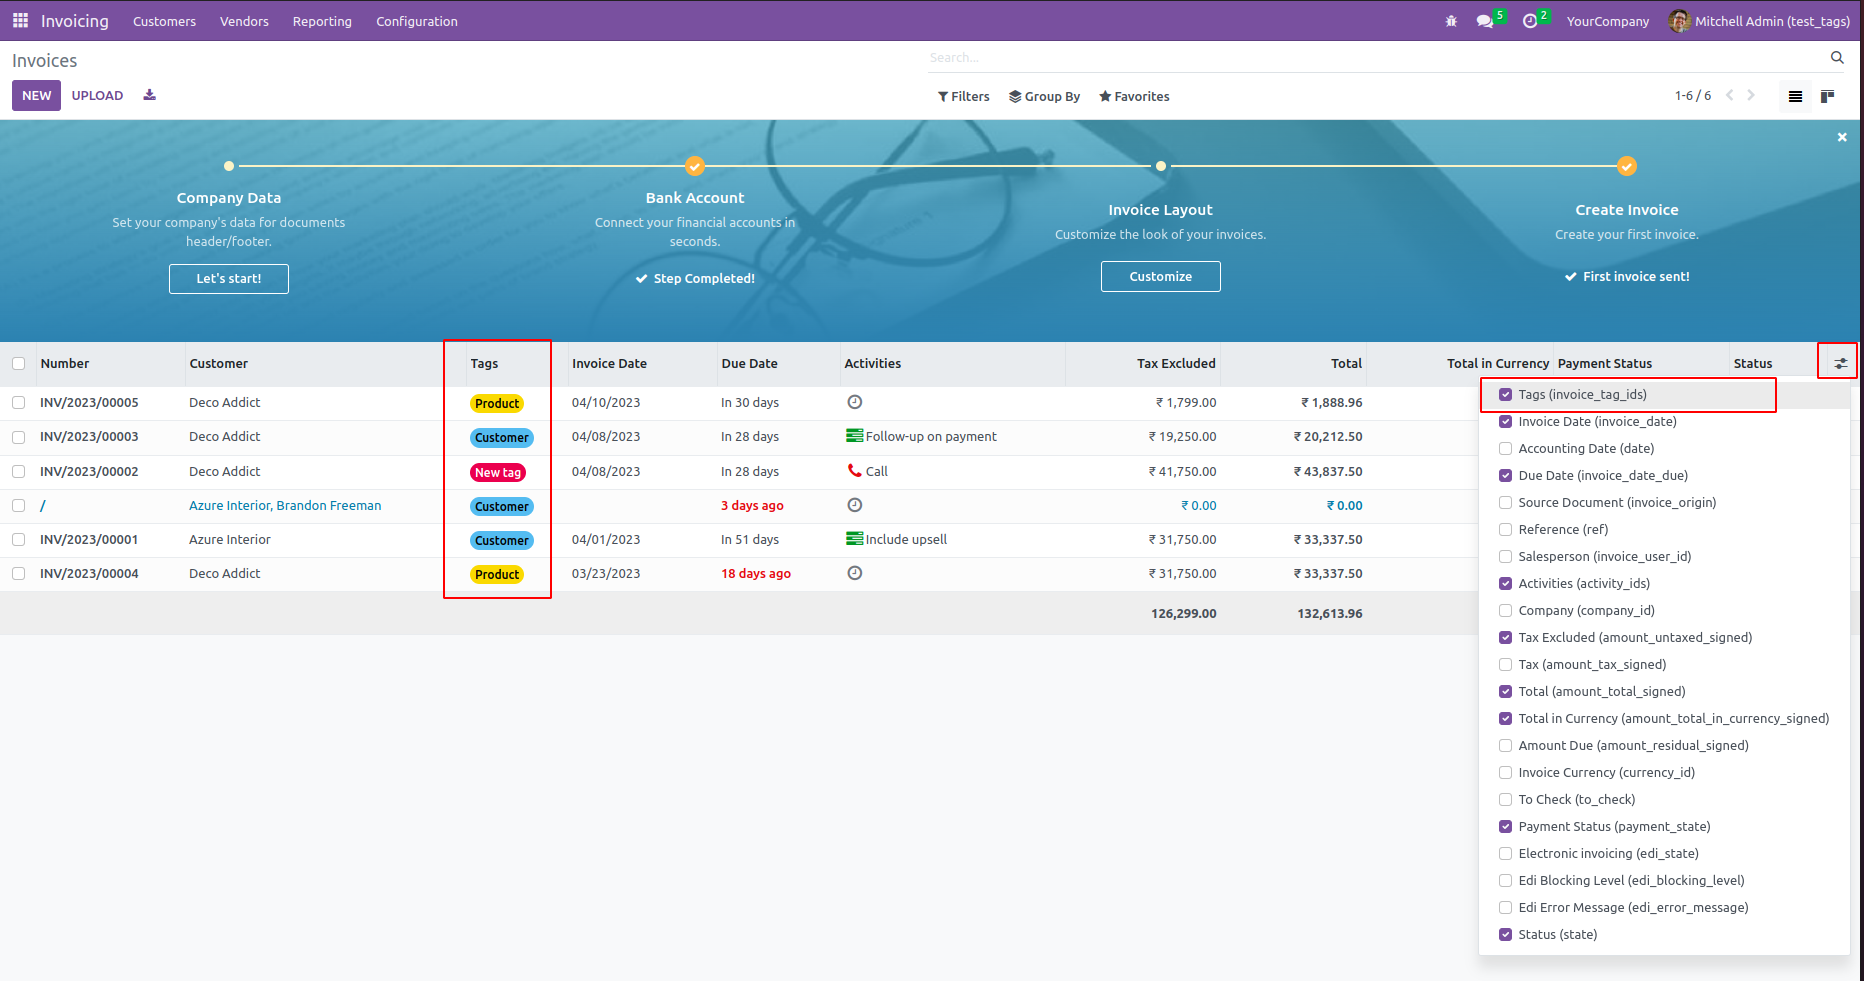 Invoicing Customers Vendors Reporting Configuration 5 2 YourCompany Mitchell Admin (test_tags)
Invoices
Search...
NEW UPLOAD
Filters Group By Favorites 1-6 / 6
Company Data
Set your company's data for documents
header/footer.
Let's start!
Bank Account
Connect your financial accounts in
seconds.
Step Completed!
Invoice Layout
Customize the look of your invoices.
Customize
Create Invoice
Create your first invoice.
First invoice sent!
Number Customer Tags Invoice Date Due Date Activities Tax Excluded Total Total in Currency Payment Status Status
INV/2023/00005 Deco Addict Product 04/10/2023 In 30 days ₹ 1,799.00 ₹ 1,888.96
INV/2023/00003 Deco Addict Customer 04/08/2023 In 28 days Follow-up on payment ₹ 19,250.00 ₹ 20,212.50
INV/2023/00002 Deco Addict New tag 04/08/2023 In 28 days Call ₹ 41,750.00 ₹ 43,837.50
/ Azure Interior, Brandon Freeman Customer 3 days ago ₹ 0.00 ₹ 0.00
INV/2023/00001 Azure Interior Customer 04/01/2023 In 51 days Include upsell ₹ 31,750.00 ₹ 33,337.50
INV/2023/00004 Deco Addict Product 03/23/2023 18 days ago ₹ 31,750.00 ₹ 33,337.50
126,299.00 132,613.96
Tags (invoice_tag_ids)
Invoice Date (invoice_date)
Accounting Date (date)
Due Date (invoice_date_due)
Source Document (invoice_origin)
Reference (ref)
Salesperson (invoice_user_id)
Activities (activity_ids)
Company (company_id)
Tax Excluded (amount_untaxed_signed)
Tax (amount_tax_signed)
Total (amount_total_signed)
Total in Currency (amount_total_in_currency_signed)
Amount Due (amount_residual_signed)
Invoice Currency (currency_id)
To Check (to_check)
Payment Status (payment_state)
Electronic invoicing (edi_state)
Edi Blocking Level (edi_blocking_level)
Edi Error Message (edi_error_message)
Status (state)